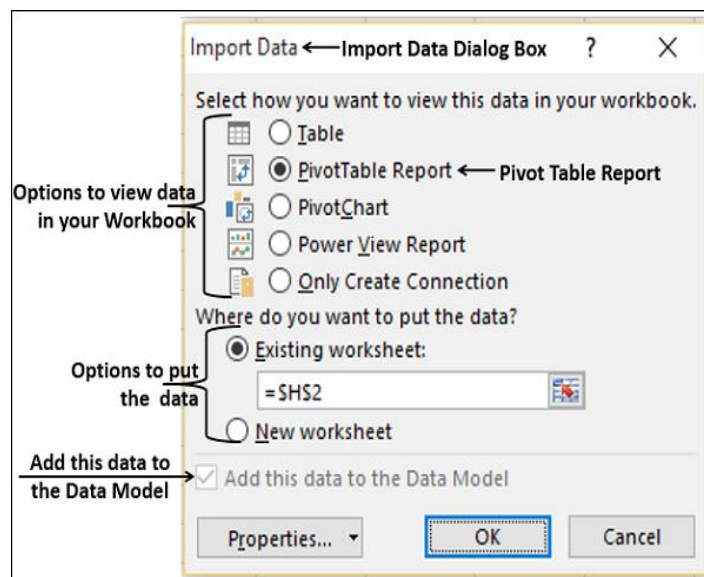 Import Data Import Data Dialog Box ? X
Select how you want to view this data in your workbook.
Table
PivotTable Report Pivot Table Report
Options to view data
in your Workbook
PivotChart
Power View Report
Only Create Connection
Where do you want to put the data?
Existing worksheet:
Options to put
the data
=$H$2
New worksheet
Add this data to
the Data Model
Add this data to the Data Model
Properties... OK Cancel